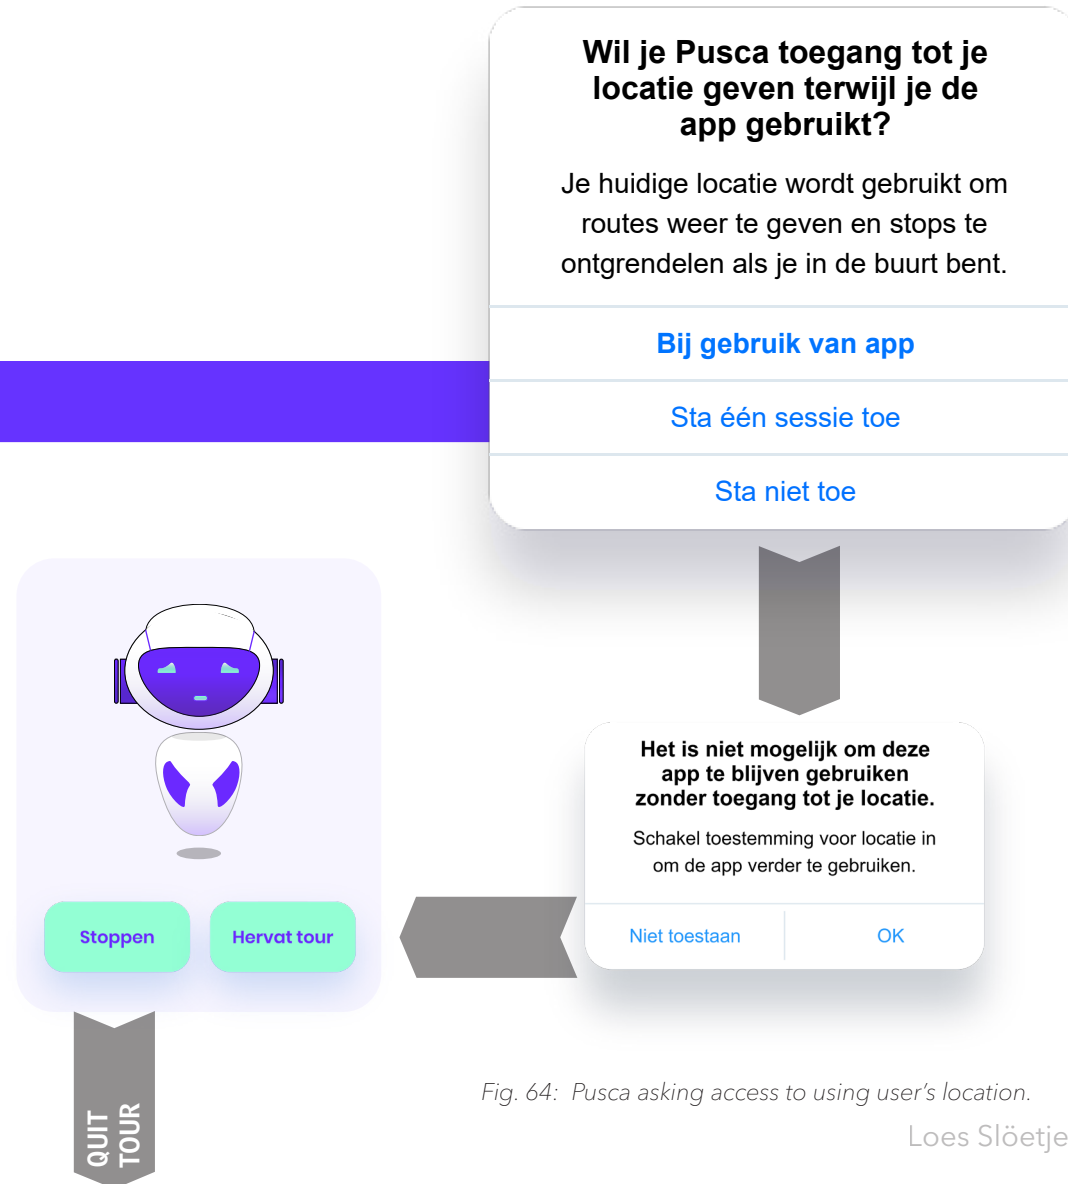 Wil je Pusca toegang tot je
locatie geven terwijl je de
app gebruikt?
Je huidige locatie wordt gebruikt om
routes weer te geven en stops te
ontgrendelen als je in de buurt bent.
Bij gebruik van app
Sta één sessie toe
Sta niet toe
Het is niet mogelijk om deze
app te blijven gebruiken
zonder toegang tot je locatie.
Schakel toestemming voor locatie in
om de app verder te gebruiken.
Niet toestaan
OK
Stoppen
Hervat tour
QUIT
TOUR
Fig. 64: Pusca asking access to using user's location.
Loes Slöetje